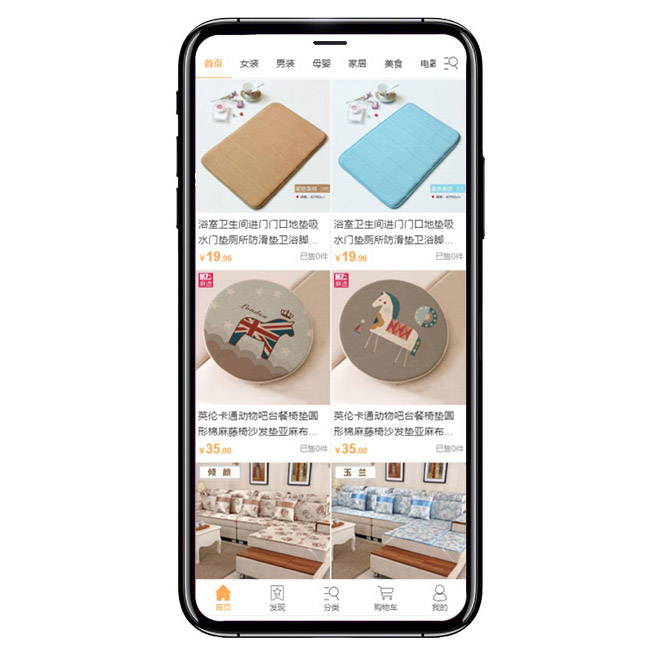 首页 女装 男装 母婴 家居 美食 电器
浴室卫生间进门门口地垫吸
水门垫厕所防滑垫卫浴脚...
¥19.96
已售0件
浴室卫生间进门门口地垫吸
水门垫厕所防滑垫卫浴脚...
¥19.96
已售0件
London
英伦卡通动物吧台餐椅垫圆
形棉麻藤椅沙发垫亚麻布...
¥35.00
已售0件
英伦卡通动物吧台餐椅垫圆
形棉麻藤椅沙发垫亚麻布...
¥35.00
已售0件
倾颜
玉兰
首页 发现 分类 购物车 我的